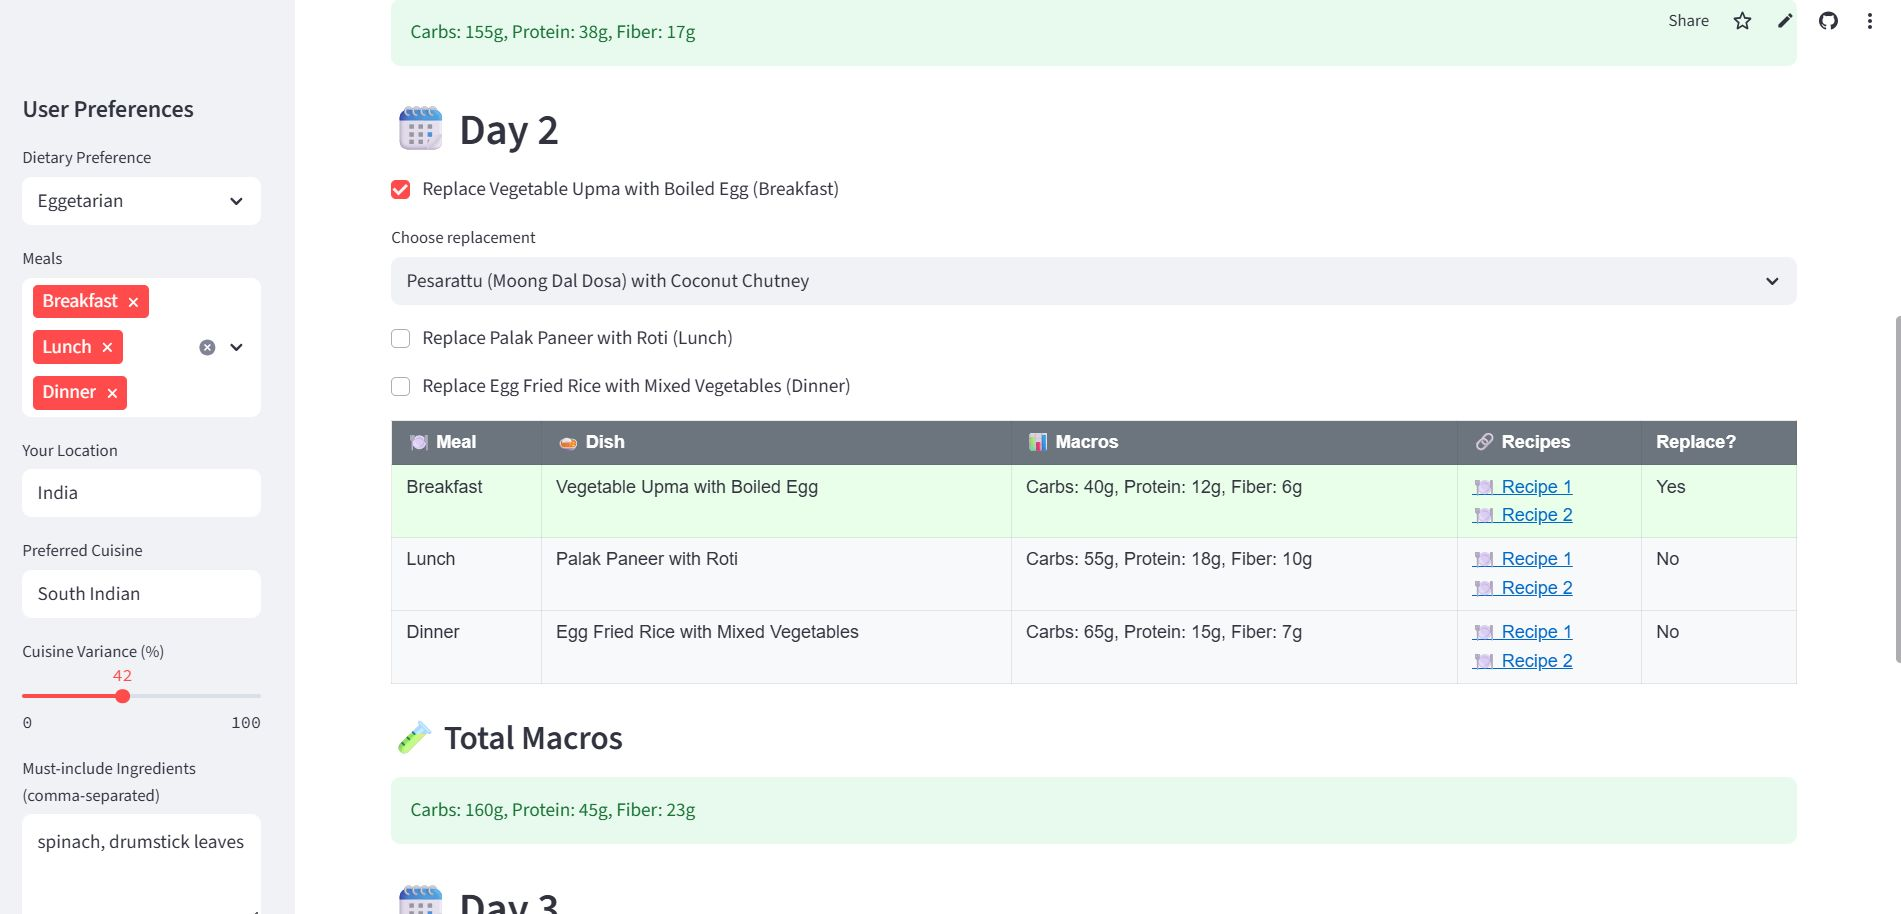 Share
User Preferences
Dietary Preference
Eggetarian
Meals
Breakfast ×
Lunch ×
Dinner ×
Your Location
India
Preferred Cuisine
South Indian
Cuisine Variance (%)
42
0 100
Must-include Ingredients
(comma-separated)
spinach, drumstick leaves
Carbs: 155g, Protein: 38g, Fiber: 17g
Day 2
Replace Vegetable Upma with Boiled Egg (Breakfast)
Choose replacement
Pesarattu (Moong Dal Dosa) with Coconut Chutney
Replace Palak Paneer with Roti (Lunch)
Replace Egg Fried Rice with Mixed Vegetables (Dinner)
Meal Dish Macros Recipes Replace?
Breakfast Vegetable Upma with Boiled Egg Carbs: 40g, Protein: 12g, Fiber: 6g Recipe 1 Yes
Recipe 2
Lunch Palak Paneer with Roti Carbs: 55g, Protein: 18g, Fiber: 10g Recipe 1 No
Recipe 2
Dinner Egg Fried Rice with Mixed Vegetables Carbs: 65g, Protein: 15g, Fiber: 7g Recipe 1 No
Recipe 2
Total Macros
Carbs: 160g, Protein: 45g, Fiber: 23g
Day 3